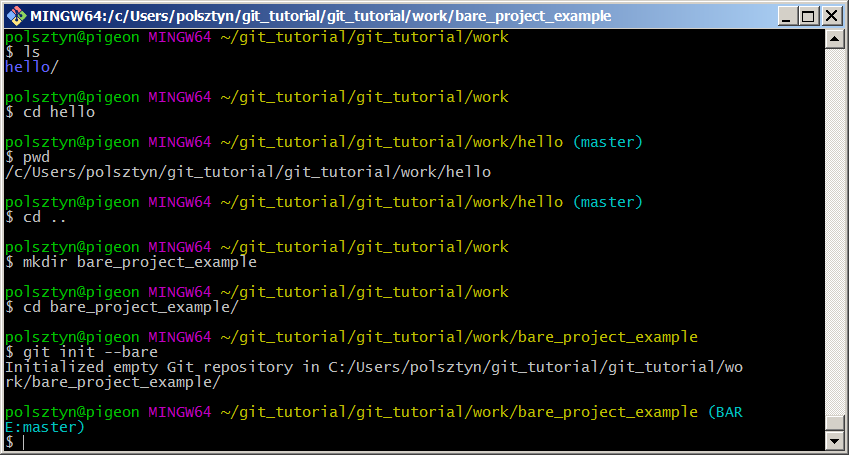 MINGW64:/c/Users/polsztyn/git_tutorial/git_tutorial/work/bare_project_example
polsztyn@pigeon MINGW64 ~/git_tutorial/git_tutorial/work
$ ls
hello/
polsztyn@pigeon MINGW64 ~/git_tutorial/git_tutorial/work
$ cd hello
polsztyn@pigeon MINGW64 ~/git_tutorial/git_tutorial/work/hello (master)
$ pwd
/c/Users/polsztyn/git_tutorial/git_tutorial/work/hello
polsztyn@pigeon MINGW64 ~/git_tutorial/git_tutorial/work/hello (master)
$ cd ..
polsztyn@pigeon MINGW64 ~/git_tutorial/git_tutorial/work
$ mkdir bare_project_example
polsztyn@pigeon MINGW64 ~/git_tutorial/git_tutorial/work
$ cd bare_project_example/
polsztyn@pigeon MINGW64 ~/git_tutorial/git_tutorial/work/bare_project_example
$ git init --bare
Initialized empty Git repository in C:/Users/polsztyn/git_tutorial/git_tutorial/wo
rk/bare_project_example/
polsztyn@pigeon MINGW64 ~/git_tutorial/git_tutorial/work/bare_project_example (BAR
E:master)
$